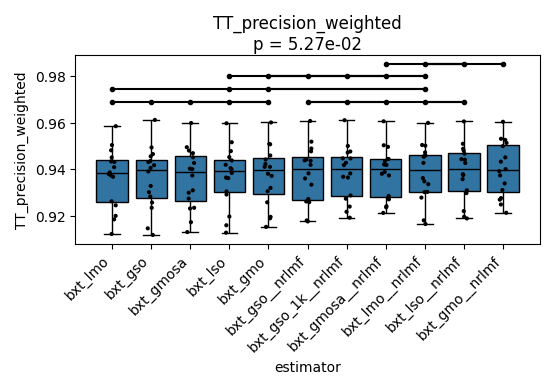 TT_precision_weighted
p = 5.27e-02
TT_precision_weighted
0.98
0.96
0.94
0.92
bxt_lmo
bxt_gso
bxt_gmosa
bxt_lso
bxt_gmo
bxt_gso__nrlmf
bxt_gso_1k__nrlmf
bxt_gmosa__nrlmf
bxt_lmo__nrlmf
bxt_lso__nrlmf
bxt_gmo__nrlmf
estimator